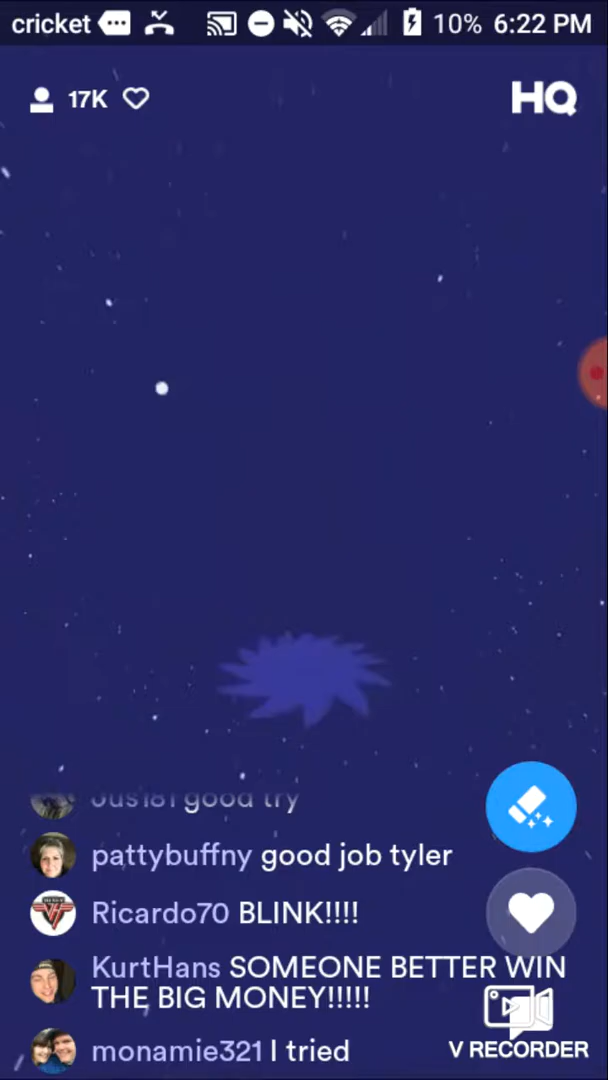 cricket 10% 6:22 PM
17K HQ
good try
pattybuffny good job tyler
Ricardo70 BLINK!!!!
KurtHans SOMEONE BETTER WIN
THE BIG MONEY!!!!!
monamie321 I tried
V RECORDER